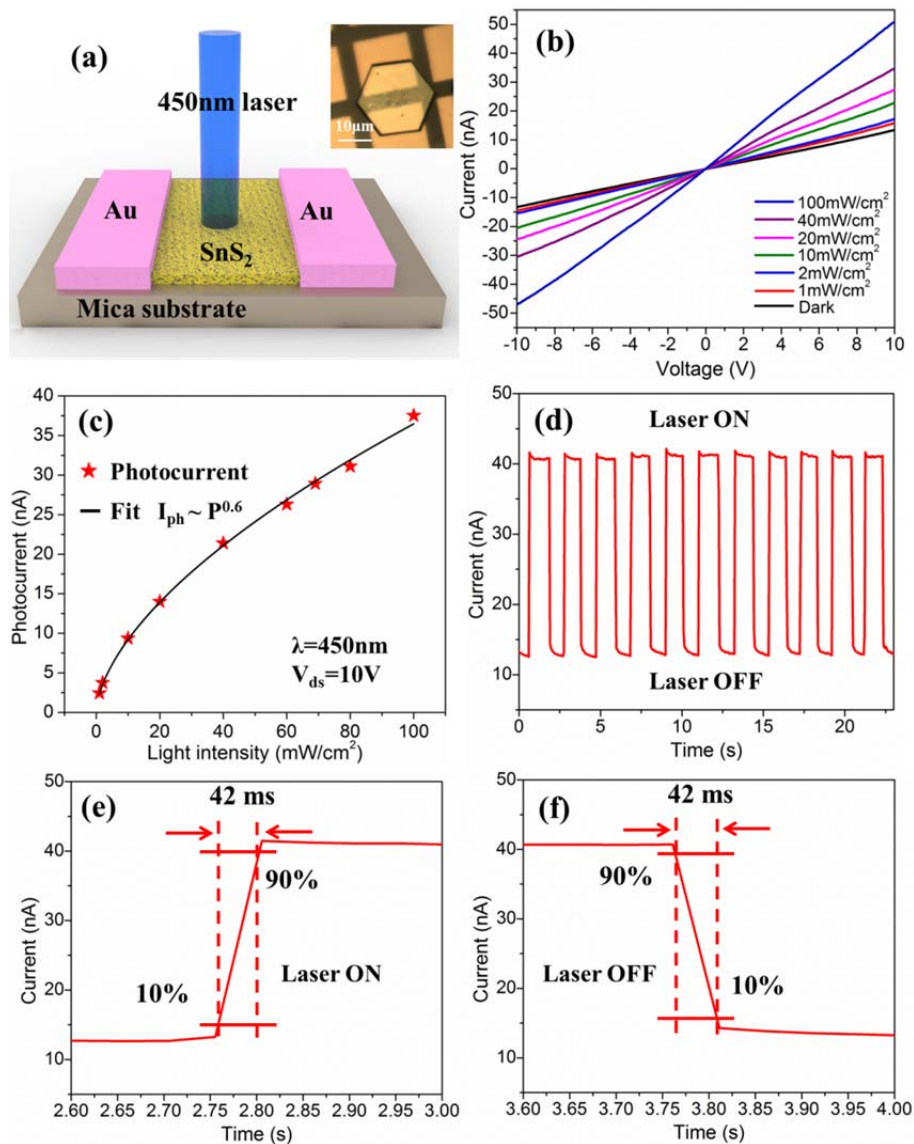 (a)
450nm laser
10μm
Au
Au
SnS₂
Mica substrate
(b)
Current (nA)
50
40
30
20
10
0
-10
-20
-30
-40
-50
100mW/cm²
40mW/cm²
20mW/cm²
10mW/cm²
2mW/cm²
1mW/cm²
Dark
-10 -8 -6 -4 -2 0 2 4 6 8 10
Voltage (V)
(c)
Photocurrent (nA)
40
35
30
25
20
15
10
5
0
Photocurrent
Fit I_ph ~ P^0.6
λ=450nm
V_ds=10V
0 20 40 60 80 100
Light intensity (mW/cm²)
(d)
Current (nA)
50
40
30
20
10
Laser ON
Laser OFF
0 5 10 15 20
Time (s)
(e)
Current (nA)
50
40
30
20
10
42 ms
90%
10%
Laser ON
2.60 2.65 2.70 2.75 2.80 2.85 2.90 2.95 3.00
Time (s)
(f)
Current (nA)
50
40
30
20
10
42 ms
90%
10%
Laser OFF
3.60 3.65 3.70 3.75 3.80 3.85 3.90 3.95 4.00
Time (s)